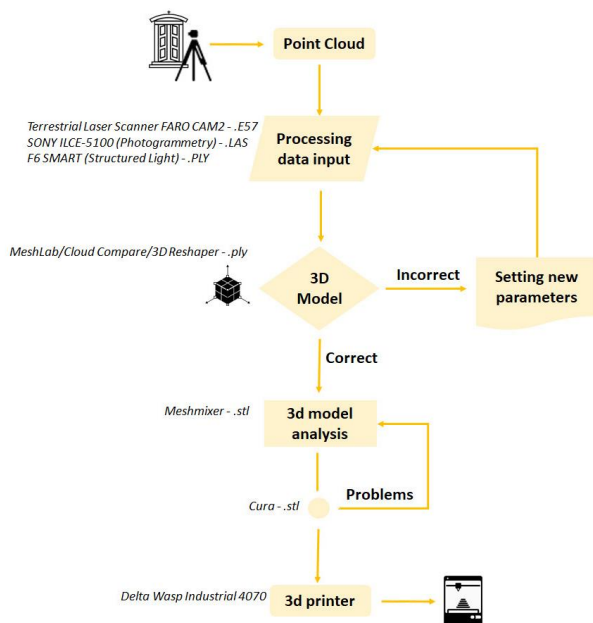 Point Cloud
Terrestrial Laser Scanner FARO CAM2 - .E57
SONY ILCE-5100 (Photogrammetry) - .LAS
F6 SMART (Structured Light) - .PLY
Processing
data input
MeshLab/Cloud Compare/3D Reshaper - .ply
3D
Model
Incorrect
Setting new
parameters
Correct
Meshmixer - .stl
3d model
analysis
Cura - .stl
Problems
Delta Wasp Industrial 4070
3d printer